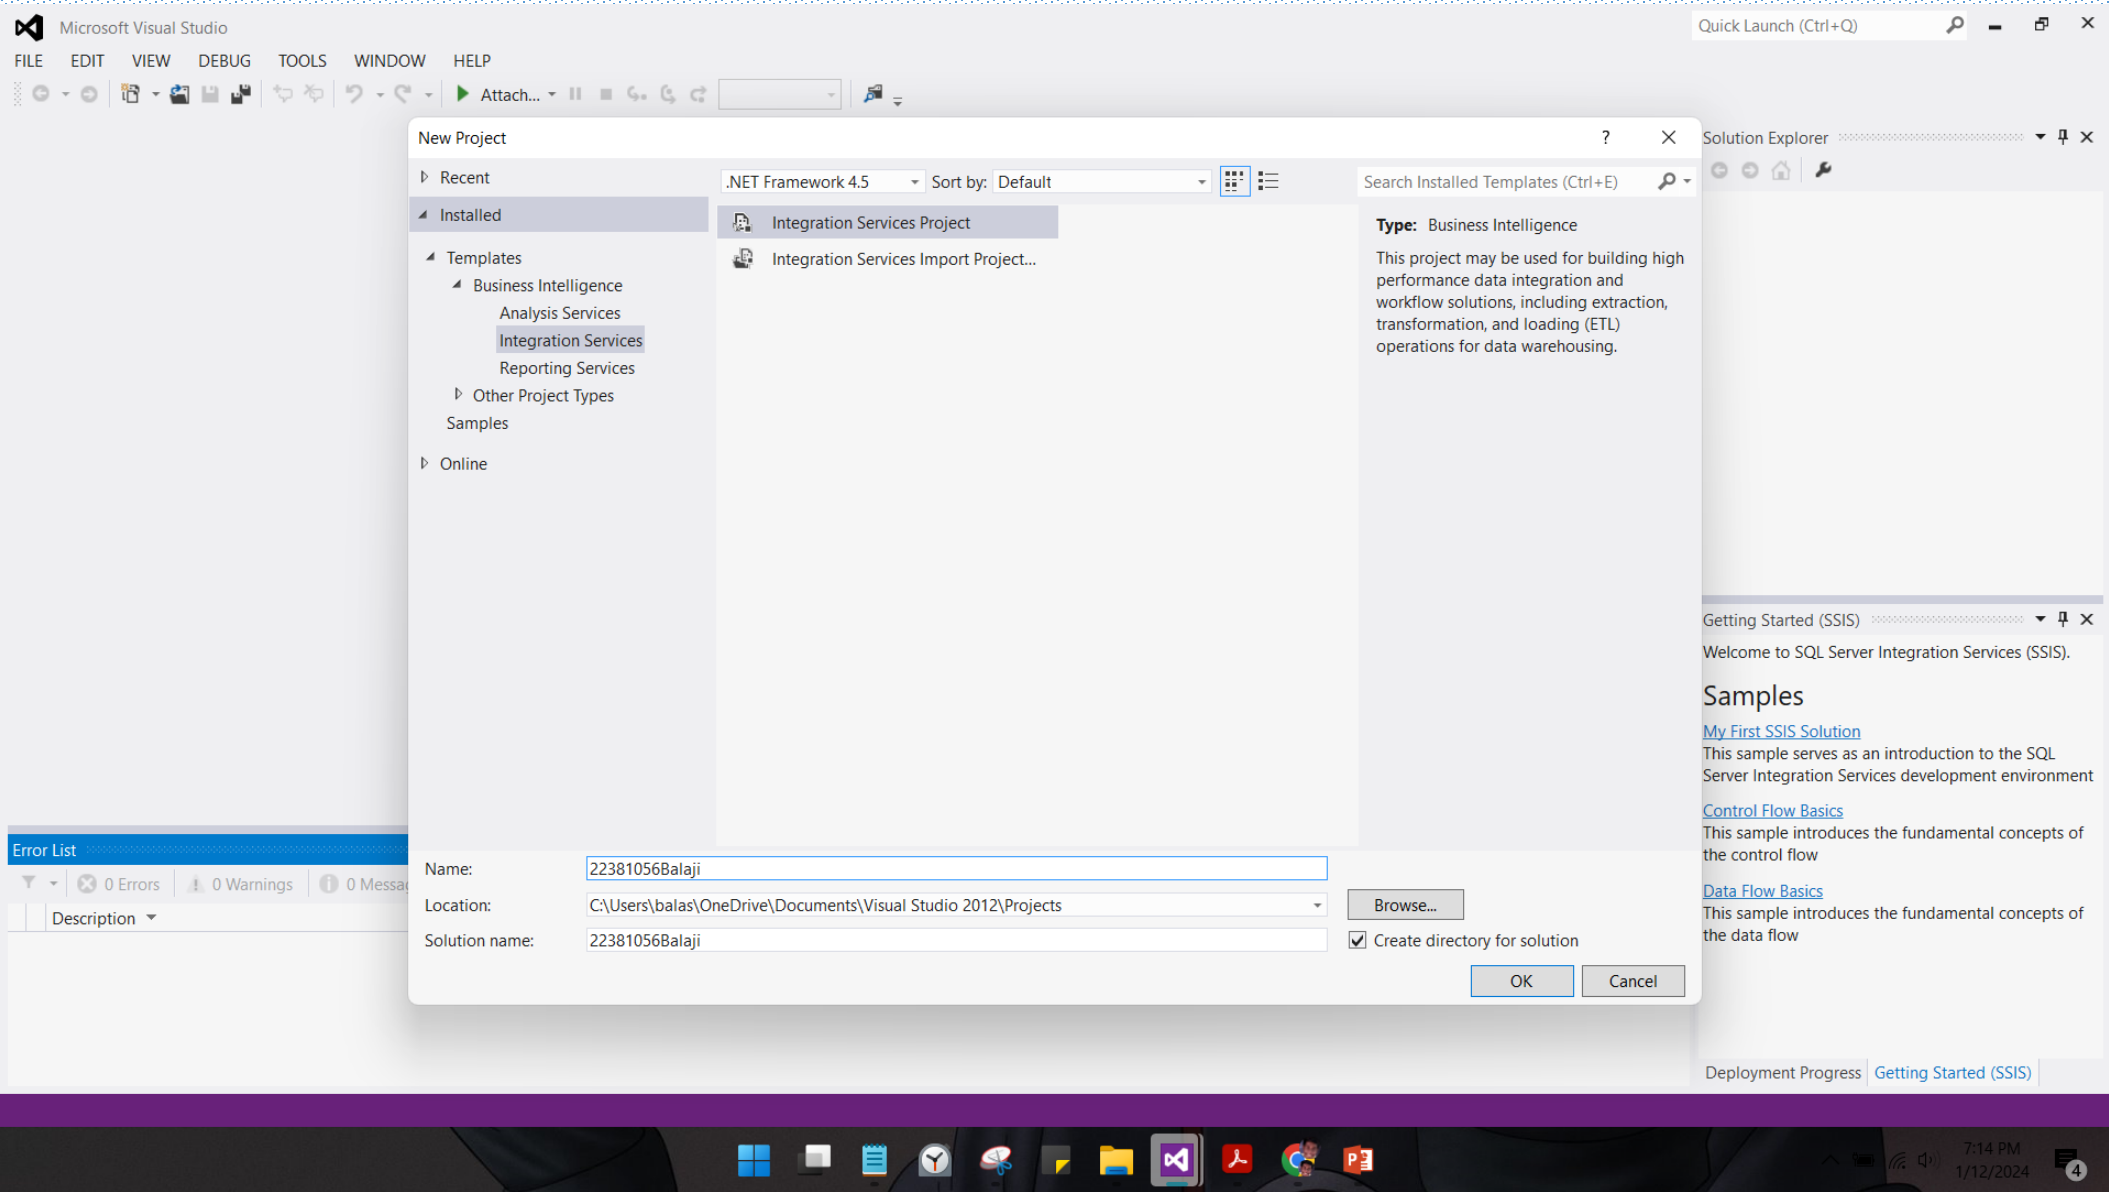 Microsoft Visual Studio
Quick Launch (Ctrl+Q)
FILE EDIT VIEW DEBUG TOOLS WINDOW HELP
Attach...
New Project
?
Recent
Installed
Templates
Business Intelligence
Analysis Services
Integration Services
Reporting Services
Other Project Types
Samples
Online
.NET Framework 4.5
Sort by: Default
Search Installed Templates (Ctrl+E)
Integration Services Project
Integration Services Import Project...
Type: Business Intelligence
This project may be used for building high
performance data integration and
workflow solutions, including extraction,
transformation, and loading (ETL)
operations for data warehousing.
Name: 22381056Balaji
Location: C:\Users\balas\OneDrive\Documents\Visual Studio 2012\Projects
Browse...
Solution name: 22381056Balaji
Create directory for solution
OK
Cancel
Solution Explorer
Getting Started (SSIS)
Welcome to SQL Server Integration Services (SSIS).
Samples
My First SSIS Solution
This sample serves as an introduction to the SQL
Server Integration Services development environment
Control Flow Basics
This sample introduces the fundamental concepts of
the control flow
Data Flow Basics
This sample introduces the fundamental concepts of
the data flow
Deployment Progress
Getting Started (SSIS)
Error List
0 Errors
0 Warnings
0 Messag
Description
7:14 PM
1/12/2024
4